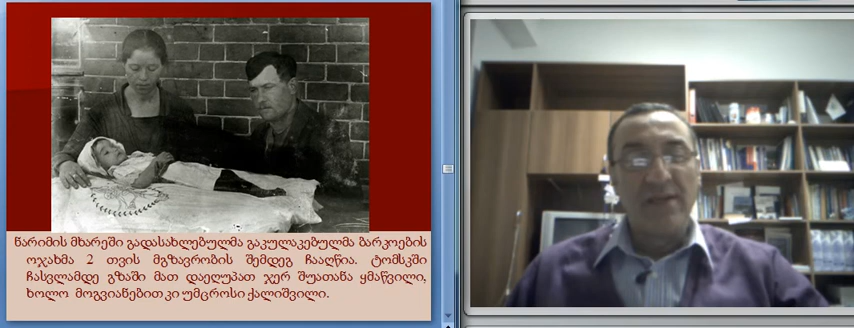 ნარიმის მხარეში გადასახლებულმა გაკულაკებულმა ბარკოების
ოჯახმა 2 თვის მგზავრობის შემდეგ ჩააღწია. ტომსკში
ჩასვლამდე გზაში მათ დაეღუპათ ჯერ შუათანა ყმაწვილი,
ხოლო მოგვიანებით კი უმცროსი ქალიშვილი.